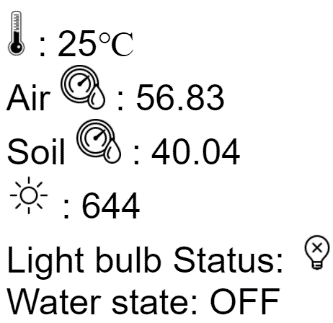 : 25°C
Air : 56.83
Soil : 40.04
: 644
Light bulb Status:
Water state: OFF